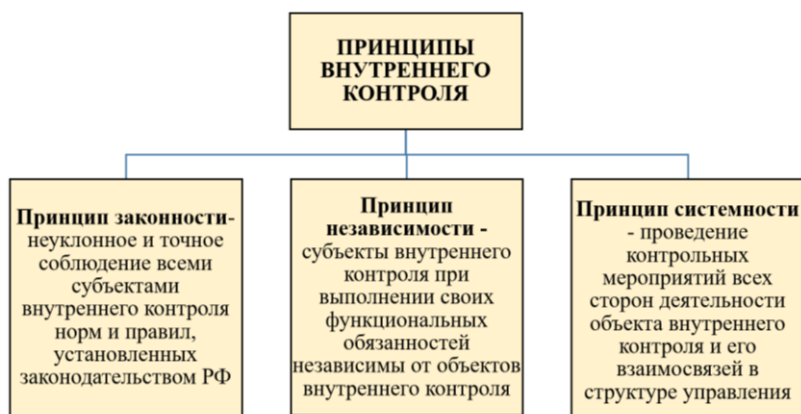 ПРИНЦИПЫ
ВНУТРЕННЕГО
КОНТРОЛЯ
Принцип законности-
неуклонное и точное
соблюдение всеми
субъектами
внутреннего контроля
норм и правил,
установленных
законодательством РФ
Принцип
независимости -
субъекты внутреннего
контроля при
выполнении своих
функциональных
обязанностей
независимы от объектов
внутреннего контроля
Принцип системности
- проведение
контрольных
мероприятий всех
сторон деятельности
объекта внутреннего
контроля и его
взаимосвязей в
структуре управления